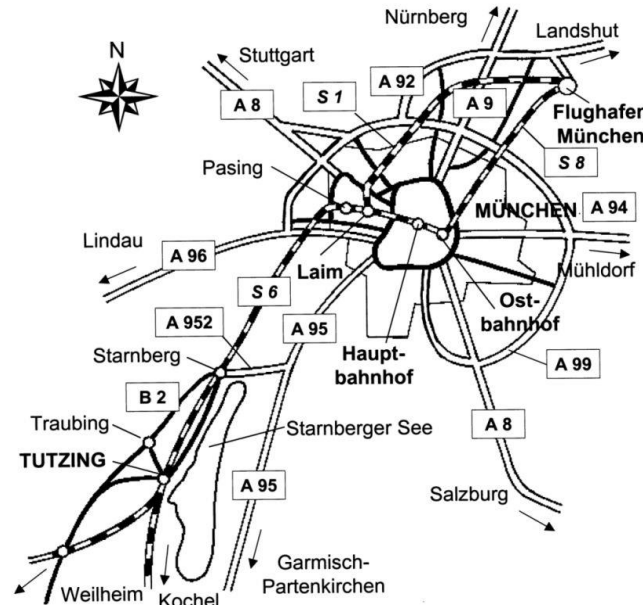 Nürnberg
Landshut
N
Stuttgart
A 92
S 1
A 9
A 8
Flughafen
München
S 8
Pasing
MÜNCHEN
A 94
Lindau
A 96
Laim
Mühldorf
S 6
Ost-
bahnhof
A 952
A 95
Haupt-
bahnhof
A 99
Starnberg
B 2
Traubing
Starnberger See
A 8
TUTZING
A 95
Salzburg
Garmisch-
Partenkirchen
Weilheim
Kochel